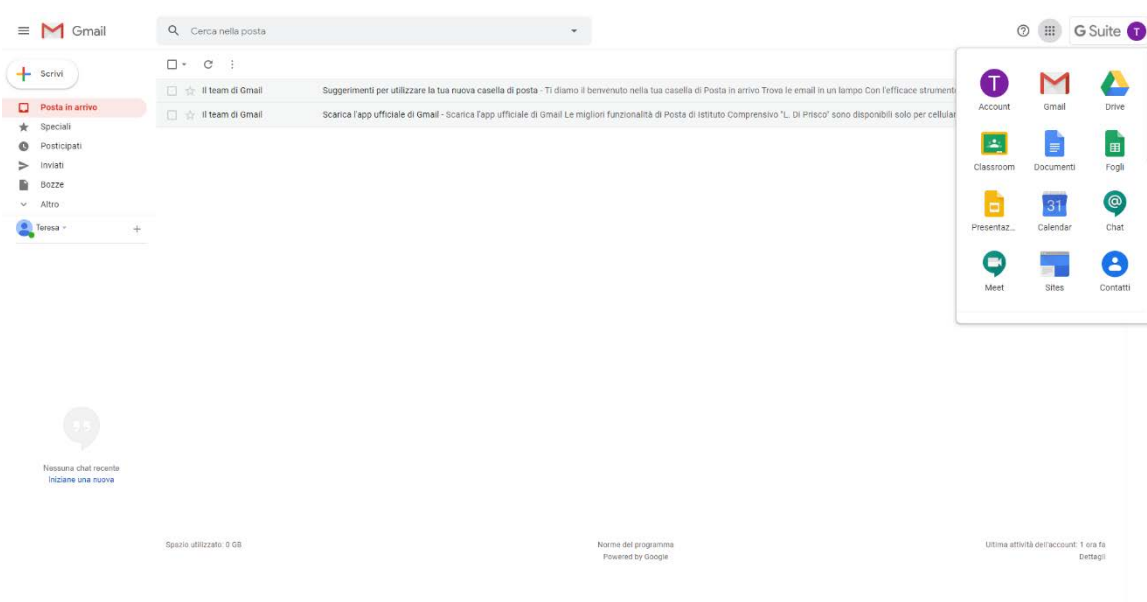 Gmail
Cerca nella posta
G Suite T
Scrivi
Posta in arrivo
Speciali
Posticipati
Inviati
Bozze
Altro
Teresa
Il team di Gmail Suggerimenti per utilizzare la tua nuova casella di posta - Ti diamo il benvenuto nella tua casella di Posta in arrivo Trova le email in un lampo Con l'efficace strument
Il team di Gmail Scarica l'app ufficiale di Gmail - Scarica l'app ufficiale di Gmail Le migliori funzionalità di Posta di Istituto Comprensivo "L. Di Prisco" sono disponibili solo per cellular
T
Account Gmail Drive
Classroom Documenti Fogli
31 @
Presentaz... Calendar Chat
Meet Sites Contatti
Nessuna chat recente
Iniziane una nuova
Spazio utilizzato: 0 GB
Norme del programma
Powered by Google
Ultima attività dell'account: 1 ora fa
Dettagli